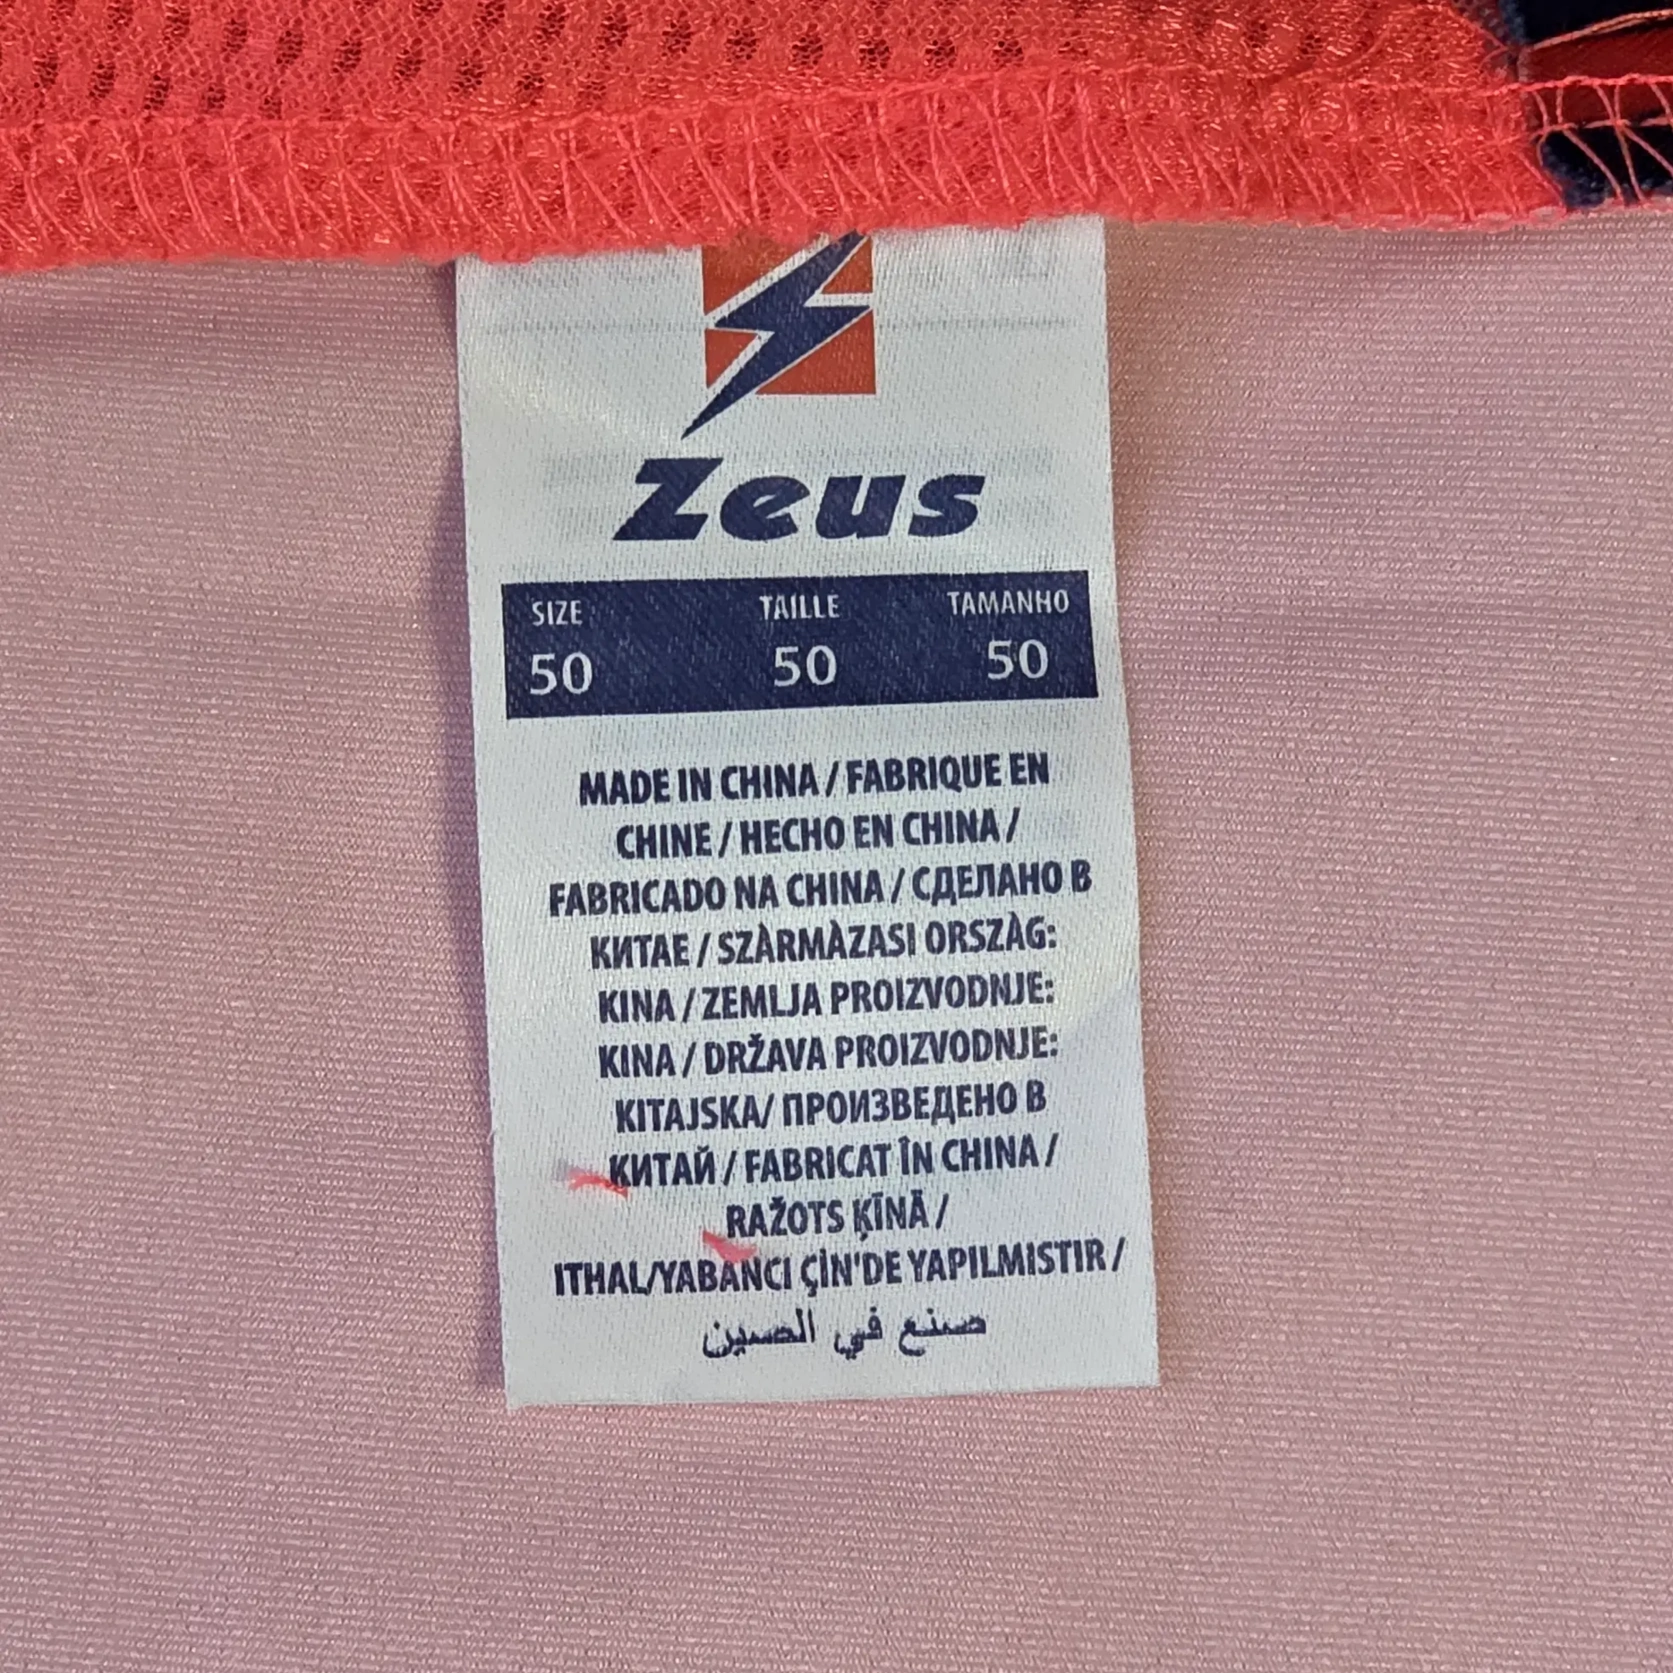 Zeus
SIZE TAILLE TAMANHO
50 50 50
MADE IN CHINA / FABRIQUE EN
CHINE / HECHO EN CHINA /
FABRICADO NA CHINA / СДЕЛАНО В
КИТАЕ / SZÀRMÀZASI ORSZÀG:
KINA / ZEMLJA PROIZVODNJE:
KINA / DRŽAVA PROIZVODNJE:
KITAJSKA/ ПРОИЗВЕДЕНО В
КИТАЙ / FABRICAT ÎN CHINA /
RAŽOTS ĶĪNĀ /
ITHAL/YABANCI ÇİN'DE YAPILMISTIR /
صنع في الصين